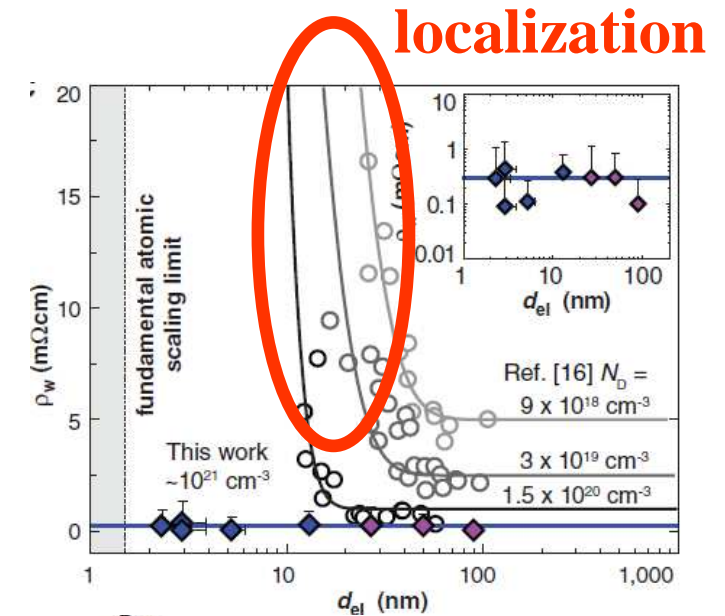 localization
20
15
10
5
0
ρw (mΩcm)
fundamental atomic
scaling limit
This work
~10²¹ cm⁻³
10
1
0.1
0.01
1 10 100
del (nm)
Ref. [16] ND =
9 x 10¹⁸ cm⁻³
3 x 10¹⁹ cm⁻³
1.5 x 10²⁰ cm⁻³
1 10 100 1,000
del (nm)